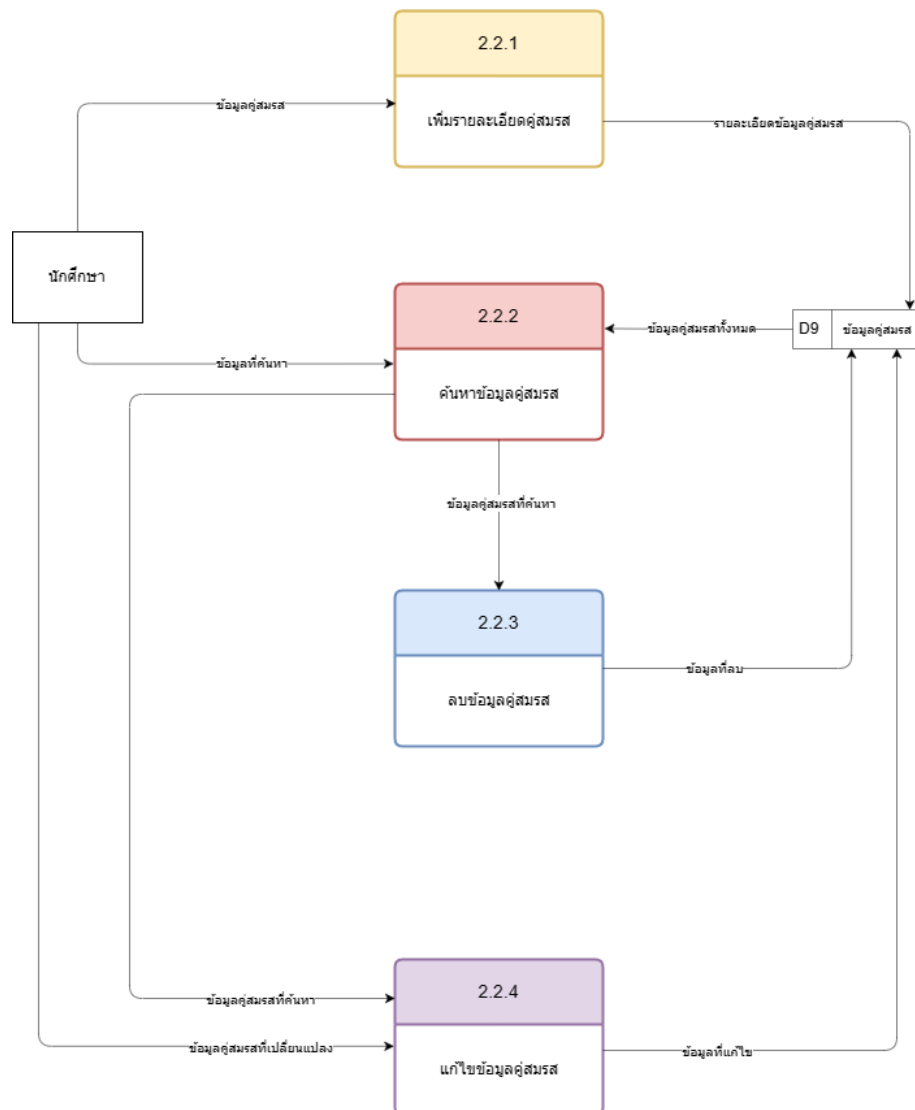 2.2.1
ข้อมูลคู่สมรส
เพิ่มรายละเอียดคู่สมรส
รายละเอียดข้อมูลคู่สมรส
นักศึกษา
2.2.2
ข้อมูลคู่สมรสทั้งหมด
D9
ข้อมูลคู่สมรส
ข้อมูลที่ค้นหา
ค้นหาข้อมูลคู่สมรส
ข้อมูลคู่สมรสที่ค้นหา
2.2.3
ข้อมูลที่ลบ
ลบข้อมูลคู่สมรส
2.2.4
ข้อมูลคู่สมรสที่ค้นหา
ข้อมูลคู่สมรสที่เปลี่ยนแปลง
ข้อมูลที่แก้ไข
แก้ไขข้อมูลคู่สมรส